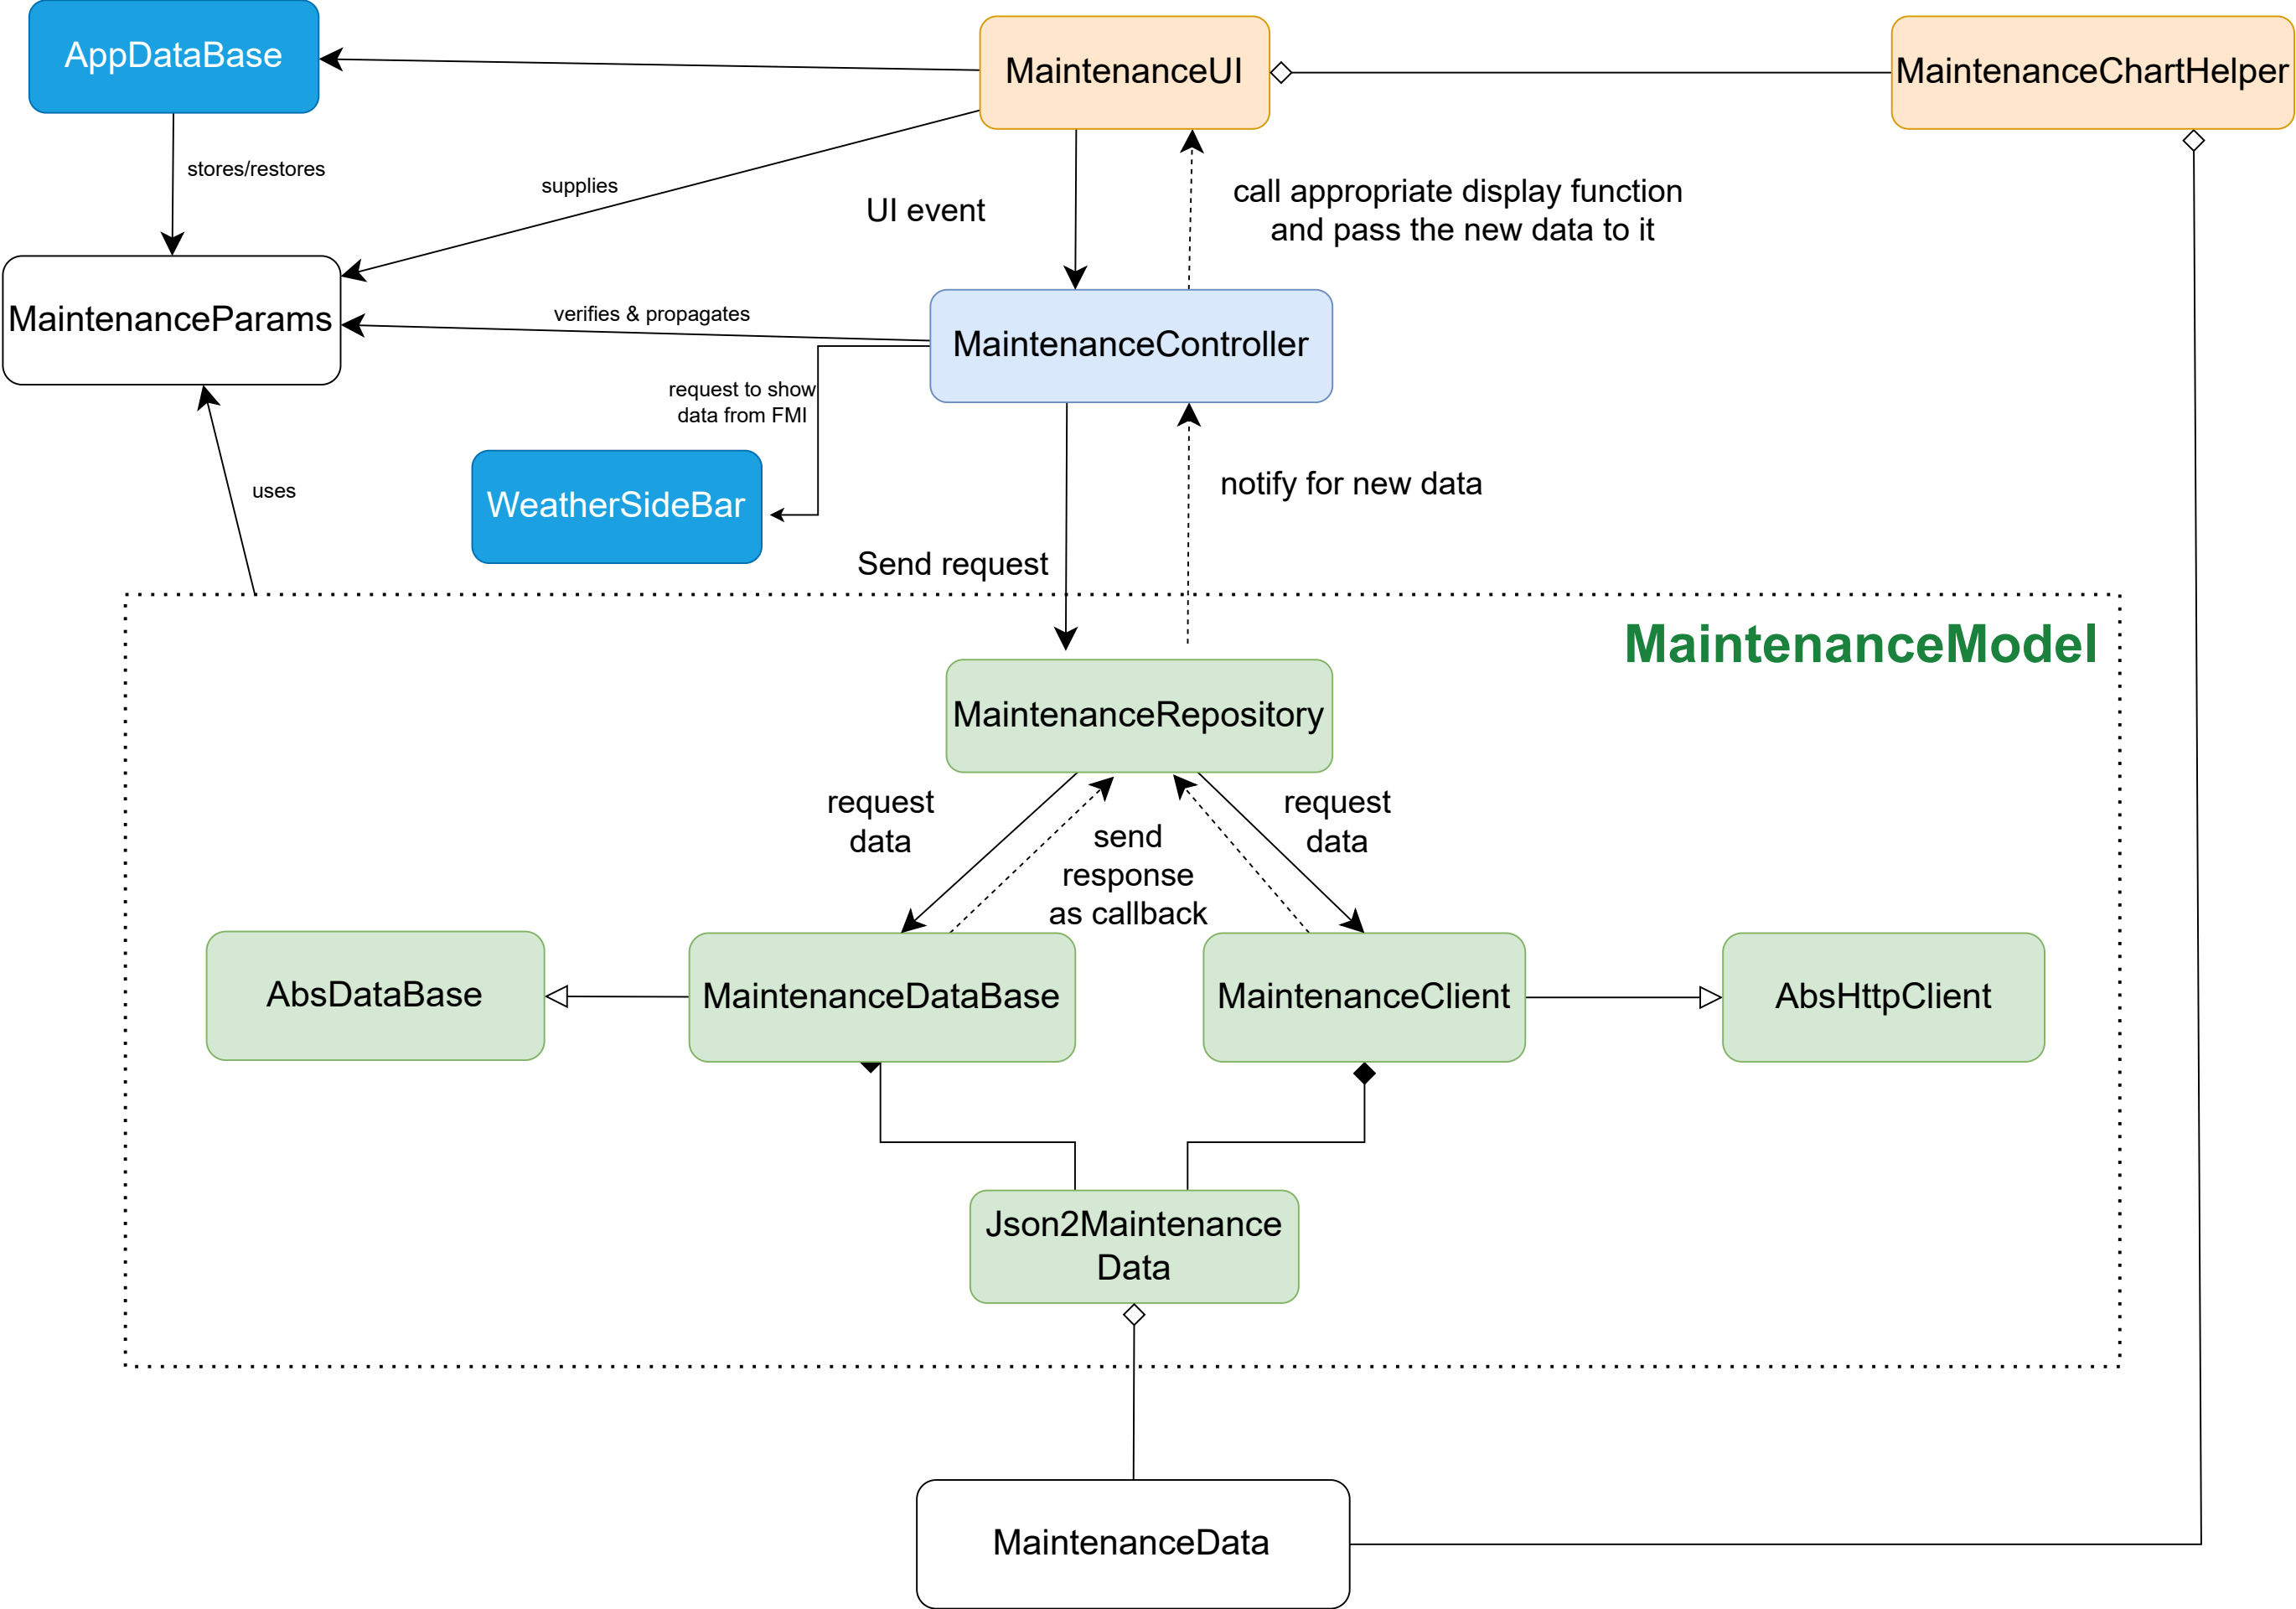 AppDataBase
MaintenanceUI
MaintenanceChartHelper
stores/restores
supplies
UI event
call appropriate display function
and pass the new data to it
MaintenanceParams
verifies & propagates
MaintenanceController
request to show
data from FMI
uses
WeatherSideBar
notify for new data
Send request
MaintenanceModel
MaintenanceRepository
request
data
send
response
as callback
request
data
AbsDataBase
MaintenanceDataBase
MaintenanceClient
AbsHttpClient
Json2Maintenance
Data
MaintenanceData